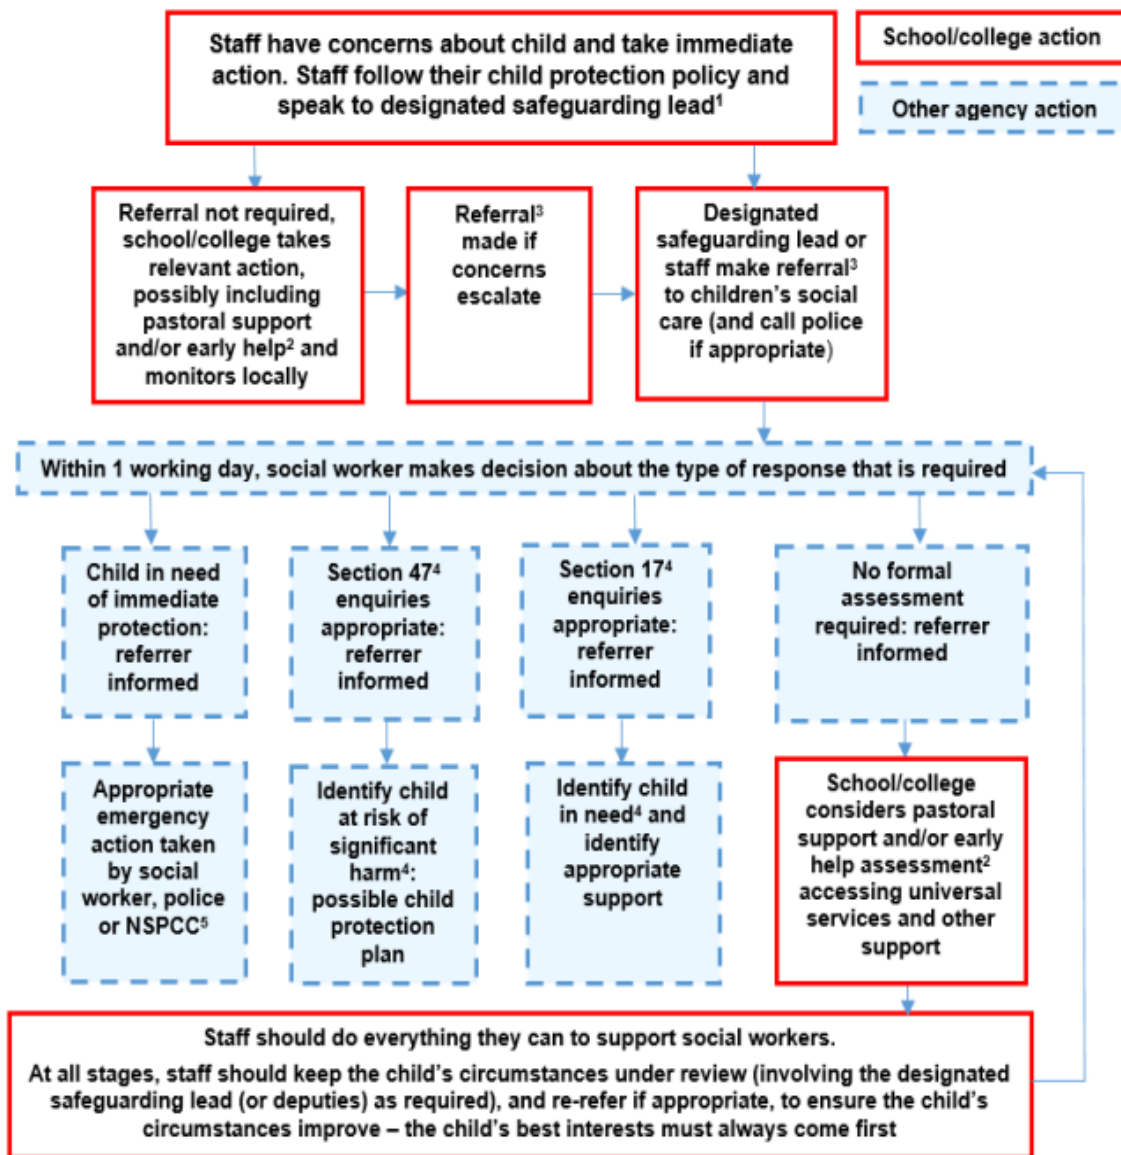 Staff have concerns about child and take immediate
action. Staff follow their child protection policy and
speak to designated safeguarding lead¹
School/college action
Other agency action
Referral not required,
school/college takes
relevant action,
possibly including
pastoral support
and/or early help² and
monitors locally
Referral³
made if
concerns
escalate
Designated
safeguarding lead or
staff make referral³
to children's social
care (and call police
if appropriate)
Within 1 working day, social worker makes decision about the type of response that is required
Child in need
of immediate
protection:
referrer
informed
Section 47⁴
enquiries
appropriate:
referrer
informed
Section 17⁴
enquiries
appropriate:
referrer
informed
No formal
assessment
required: referrer
informed
Appropriate
emergency
action taken
by social
worker, police
or NSPCC⁵
Identify child
at risk of
significant
harm⁴:
possible child
protection
plan
Identify child
in need⁴ and
identify
appropriate
support
School/college
considers pastoral
support and/or early
help assessment²
accessing universal
services and other
support
Staff should do everything they can to support social workers.
At all stages, staff should keep the child's circumstances under review (involving the designated
safeguarding lead (or deputies) as required), and re-refer if appropriate, to ensure the child's
circumstances improve – the child's best interests must always come first